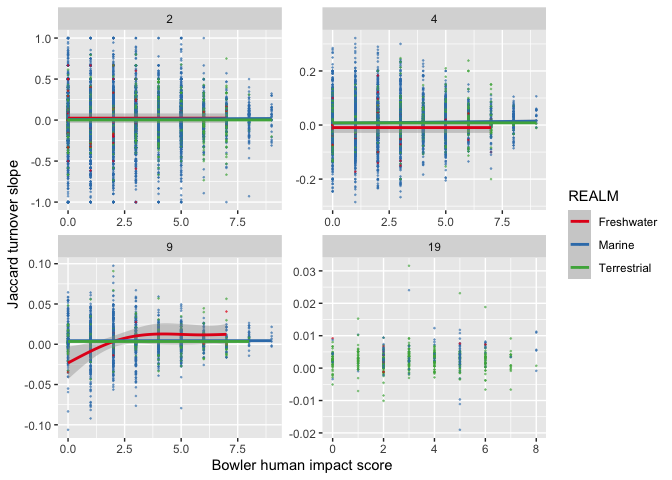 2
4
1.0
0.5
0.0
-0.5
-1.0
0.2
0.0
-0.2
0.0 2.5 5.0 7.5
0.0 2.5 5.0 7.5
Jaccard turnover slope
9
19
0.10
0.05
0.00
-0.05
-0.10
0.03
0.02
0.01
0.00
-0.01
-0.02
0.0 2.5 5.0 7.5
0 2 4 6 8
Bowler human impact score
REALM
Freshwater
Marine
Terrestrial